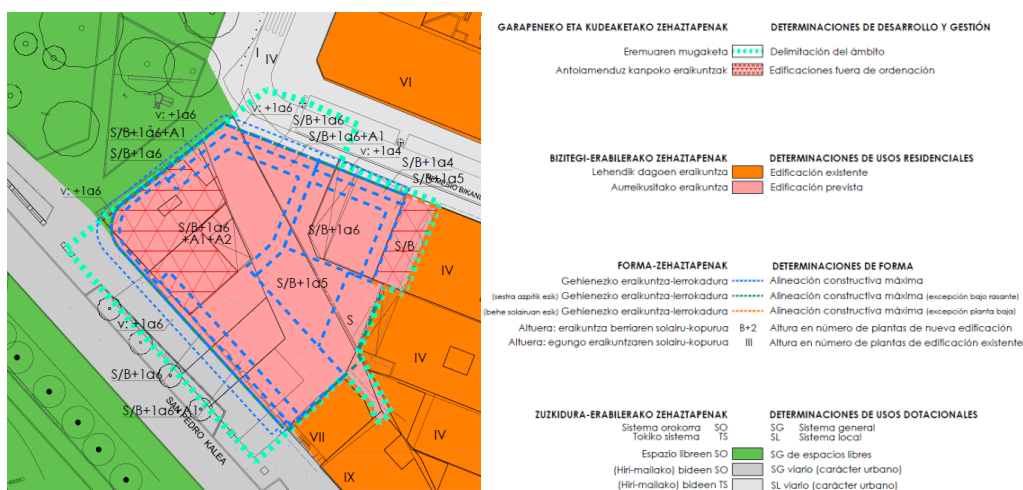 I
IV
VI
v: +1a6
v: +1a6
S/B+1a6
S/B+1a6+A1
S/B+1a6+A1
v: +1a4
S/B+1a6
S/B+1a4
S/B+1a5
v: +1a6
S/B+1a6
+A1+A2
S/B+1a6
S/B
IV
S/B+1a5
S
v: +1a6
IV
S/B+1a6
S/B+1a6+A1
SAN PEDRO KALEA
VII
IV
IX
GARAPENEKO ETA KUDEAKETAKO ZEHAZTAPENAK DETERMINACIONES DE DESARROLLO Y GESTIÓN
Eremuaren mugaketa Delimitación del ámbito
Antolamenduz kanpoko eraikuntzak Edificaciones fuera de ordenación
BIZITEGI-ERABILERAKO ZEHAZTAPENAK DETERMINACIONES DE USOS RESIDENCIALES
Lehendik dagoen eraikuntza Edificación existente
Aurreikusitako eraikuntza Edificación prevista
FORMA-ZEHAZTAPENAK DETERMINACIONES DE FORMA
Gehienezko eraikuntza-lerrokadura Alineación constructiva máxima
(sestra azpitik ezik) Gehienezko eraikuntza-lerrokadura Alineación constructiva máxima (excepción bajo rasante)
(behe solairuan ezik) Gehienezko eraikuntza-lerrokadura Alineación constructiva máxima (excepción planta baja)
Altuera: eraikuntza berriaren solairu-kopurua B+2 Altura en número de plantas de nueva edificación
Altuera: egungo eraikuntzaren solairu-kopurua III Altura en número de plantas de edificación existente
ZUZKIDURA-ERABILERAKO ZEHAZTAPENAK DETERMINACIONES DE USOS DOTACIONALES
Sistema orokorra SO SG Sistema general
Tokiko sistema TS SL Sistema local
Espazio libreen SO SG de espacios libres
(Hiri-mailako) bideen SO SG viario (carácter urbano)
(Hiri-mailako) bideen TS SL viario (carácter urbano)